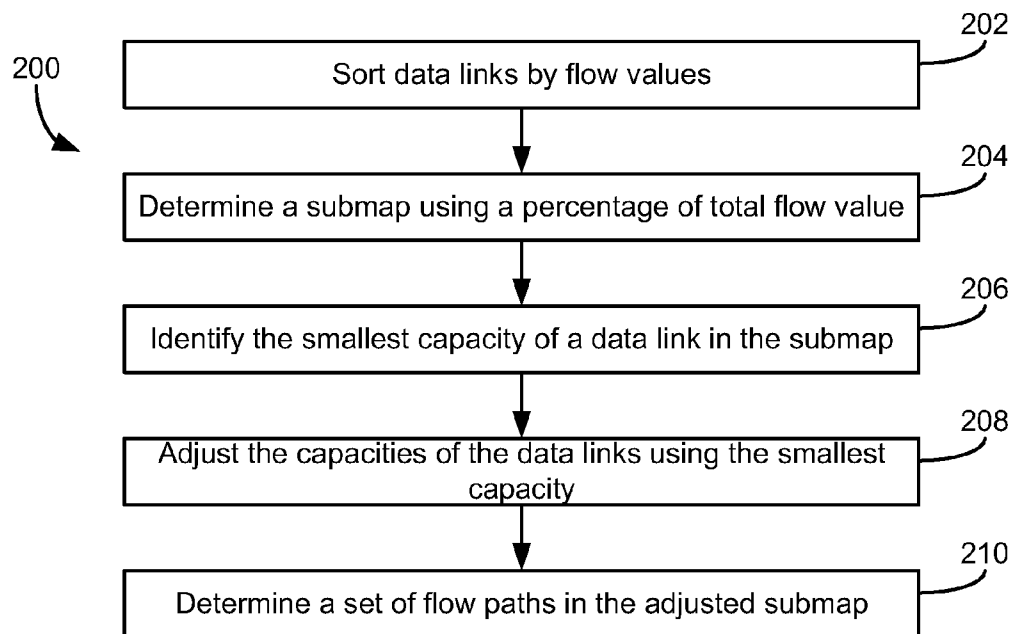 202
200
Sort data links by flow values
204
Determine a submap using a percentage of total flow value
206
Identify the smallest capacity of a data link in the submap
208
Adjust the capacities of the data links using the smallest
capacity
210
Determine a set of flow paths in the adjusted submap